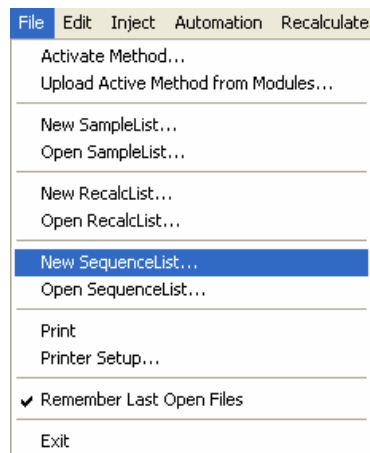 File Edit Inject Automation Recalculate
Activate Method...
Upload Active Method from Modules...
New SampleList...
Open SampleList...
New RecalcList...
Open RecalcList...
New SequenceList...
Open SequenceList...
Print
Printer Setup...
Remember Last Open Files
Exit